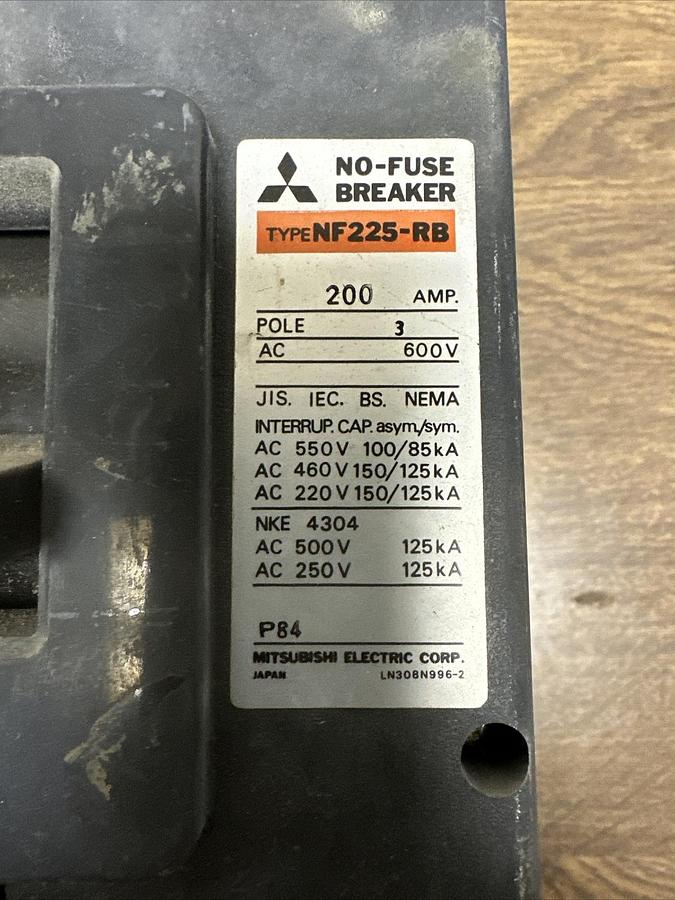 NO-FUSE
BREAKER
TYPE NF225-RB
200 AMP.
POLE 3
AC 600V
JIS. IEC. BS. NEMA
INTERRUP. CAP. asym./sym.
AC 550V 100/85kA
AC 460V 150/125kA
AC 220V 150/125kA
NKE 4304
AC 500V 125kA
AC 250V 125kA
P84
MITSUBISHI ELECTRIC CORP.
JAPAN LN308N996-2